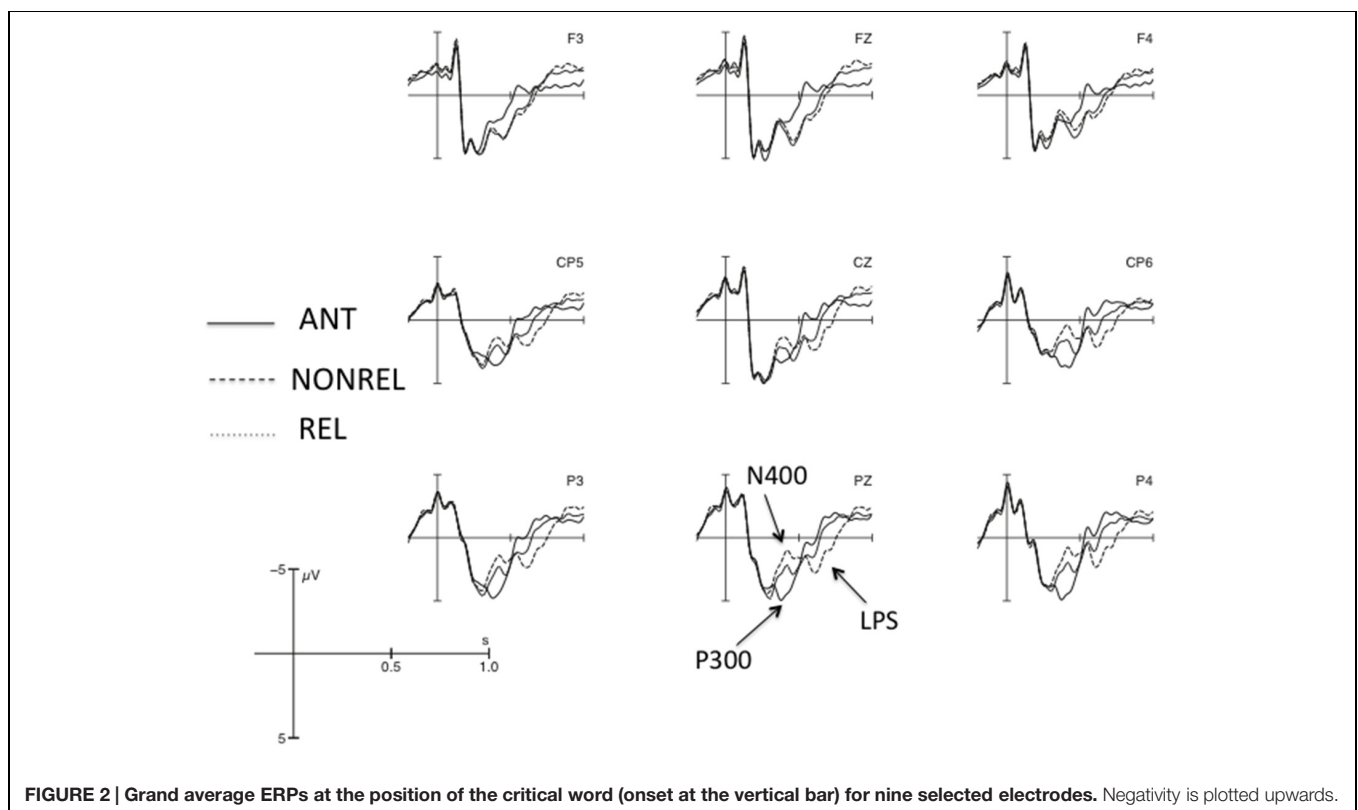 F3
FZ
F4
CP5
CZ
CP6
ANT
NONREL
REL
P3
N400
PZ
P4
LPS
P300
−5
µV
s
0.5
1.0
5
FIGURE 2 | Grand average ERPs at the position of the critical word (onset at the vertical bar) for nine selected electrodes. Negativity is plotted upwards.